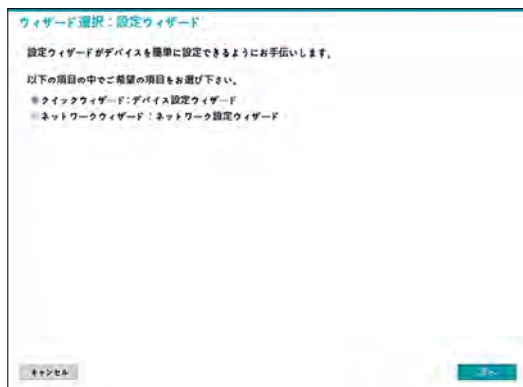 ウィザード選択：設定ウィザード
設定ウィザードがデバイスを簡単に設定できるようにお手伝いします。
以下の項目の中でご希望の項目をお選び下さい。
クイックウィザード：デバイス設定ウィザード
ネットワークウィザード：ネットワーク設定ウィザード
キャンセル
次へ